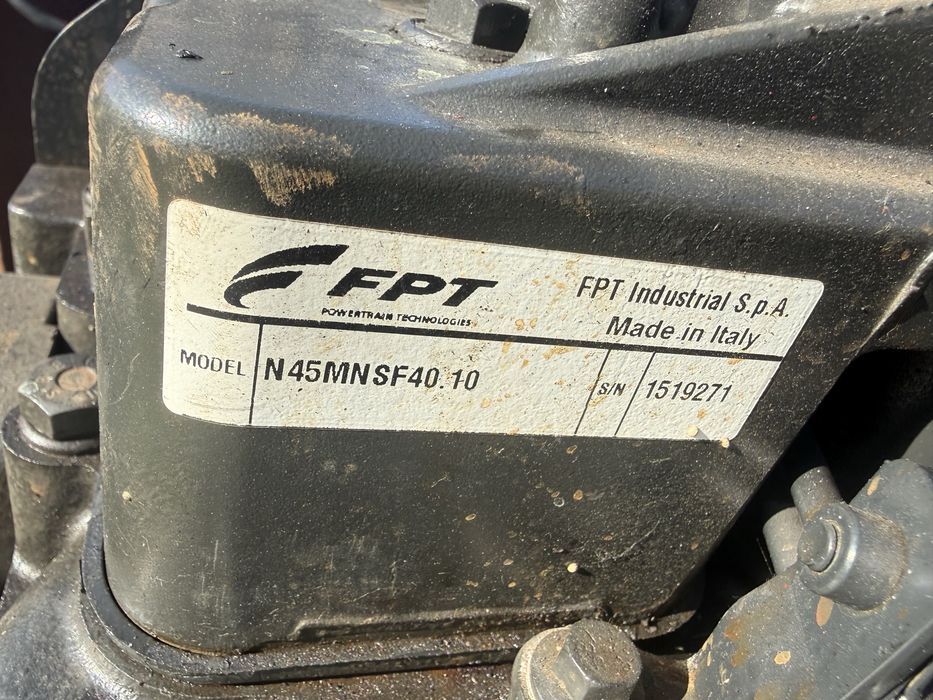 FPT
POWERTRAIN TECHNOLOGIES
FPT Industrial S.p.A.
Made in Italy
MODEL N45MNSF40.10 S/N 1519271